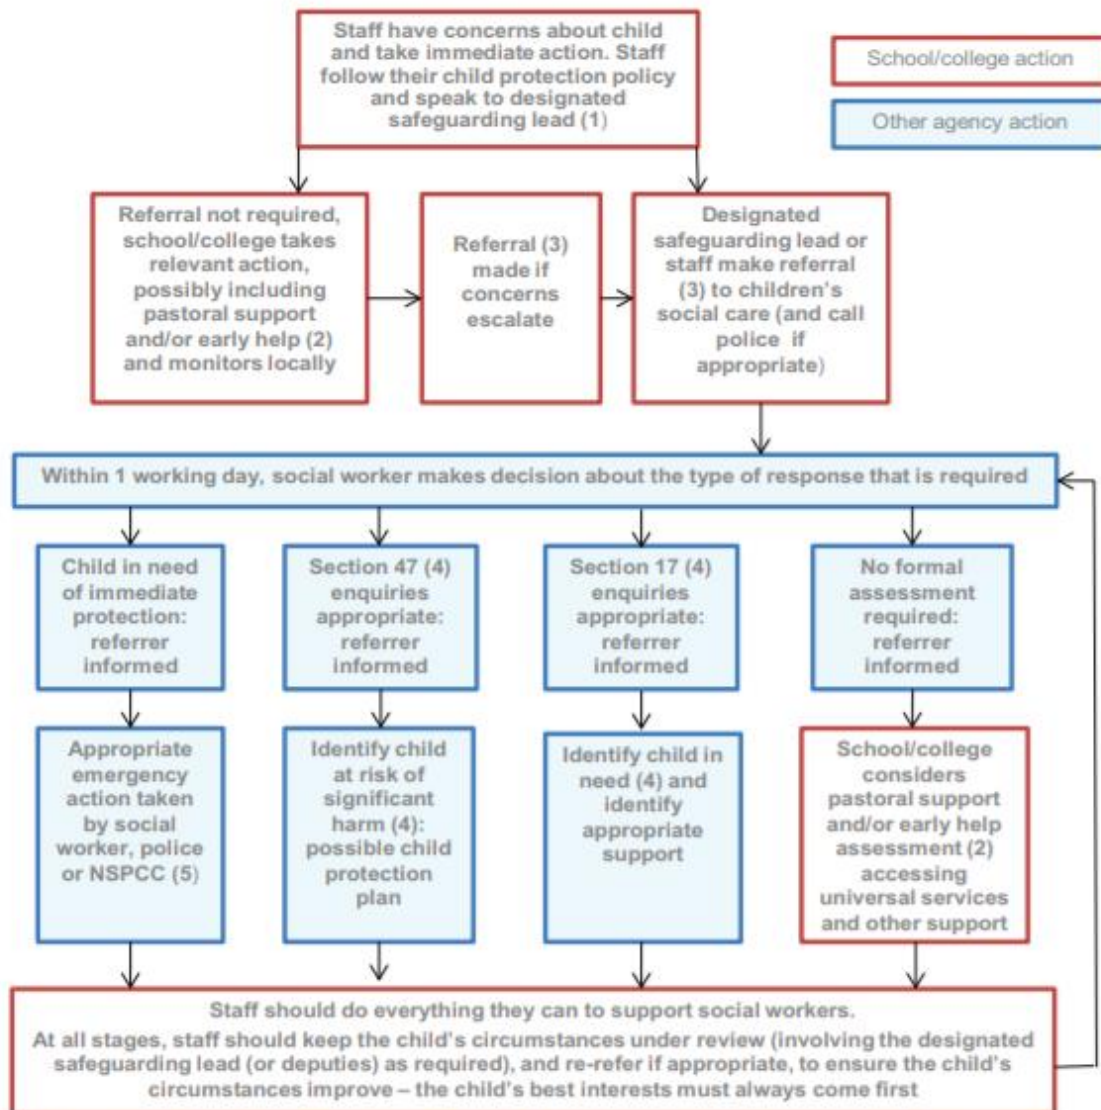 Staff have concerns about child
and take immediate action. Staff
follow their child protection policy
and speak to designated
safeguarding lead (1)
School/college action
Other agency action
Referral not required,
school/college takes
relevant action,
possibly including
pastoral support
and/or early help (2)
and monitors locally
Referral (3)
made if
concerns
escalate
Designated
safeguarding lead or
staff make referral
(3) to children's
social care (and call
police if
appropriate)
Within 1 working day, social worker makes decision about the type of response that is required
Child in need
of immediate
protection:
referrer
informed
Section 47 (4)
enquiries
appropriate:
referrer
informed
Section 17 (4)
enquiries
appropriate:
referrer
informed
No formal
assessment
required:
referrer
informed
Appropriate
emergency
action taken
by social
worker, police
or NSPCC (5)
Identify child
at risk of
significant
harm (4):
possible child
protection
plan
Identify child in
need (4) and
identify
appropriate
support
School/college
considers
pastoral support
and/or early help
assessment (2)
accessing
universal services
and other support
Staff should do everything they can to support social workers.
At all stages, staff should keep the child's circumstances under review (involving the designated
safeguarding lead (or deputies) as required), and re-refer if appropriate, to ensure the child's
circumstances improve – the child's best interests must always come first